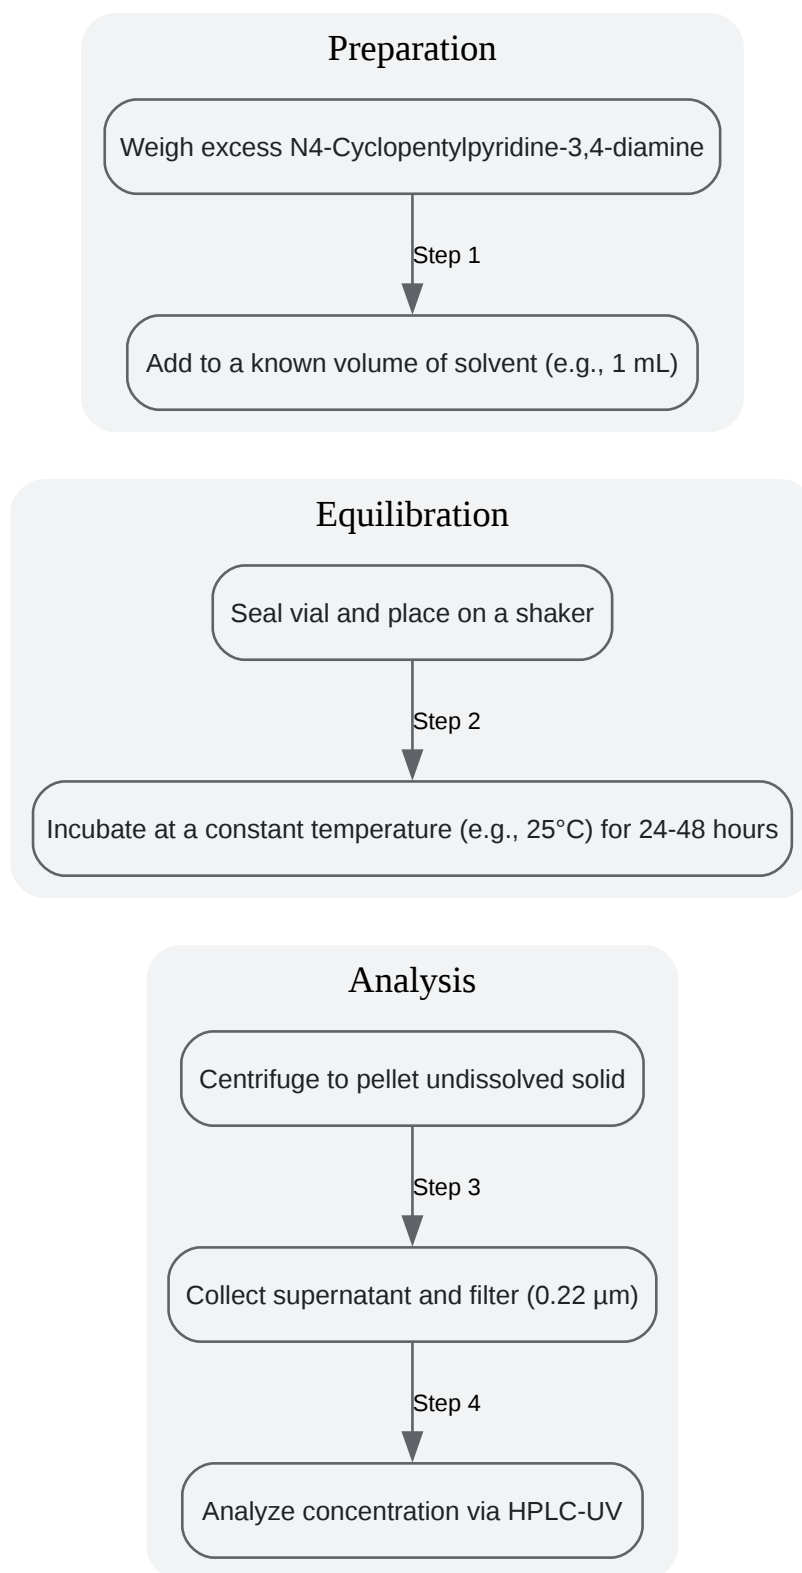 Preparation
Weigh excess N4-Cyclopentylpyridine-3,4-diamine
Step 1
Add to a known volume of solvent (e.g., 1 mL)
Equilibration
Seal vial and place on a shaker
Step 2
Incubate at a constant temperature (e.g., 25°C) for 24-48 hours
Analysis
Centrifuge to pellet undissolved solid
Step 3
Collect supernatant and filter (0.22 µm)
Step 4
Analyze concentration via HPLC-UV